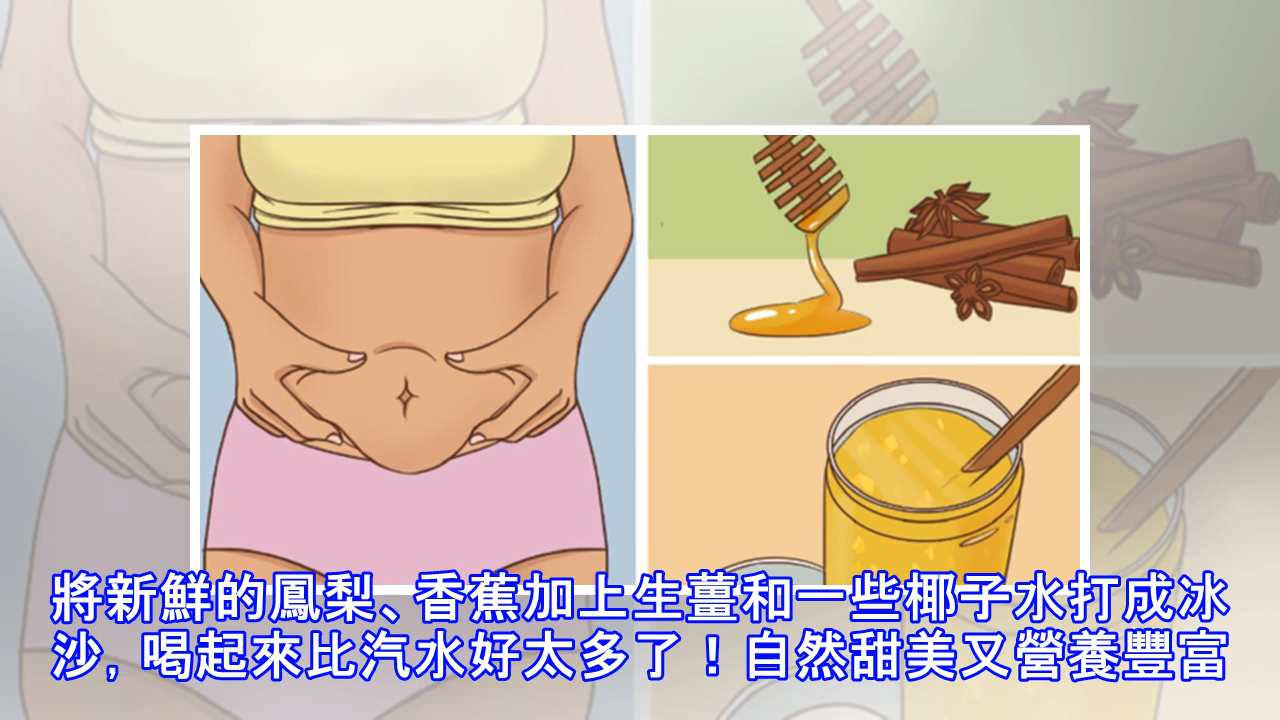 將新鮮的鳳梨、香蕉加上生薑和一些椰子水打成冰
沙，喝起來比汽水好太多了！自然甜美又營養豐富